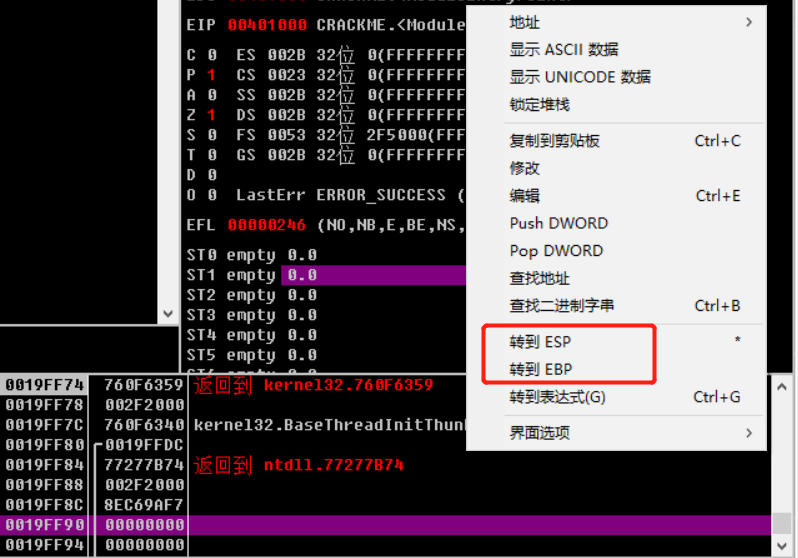 EIP 00401000 CRACKME.<Module
C 0 ES 002B 32位 0(FFFFFFFF
P 1 CS 0023 32位 0(FFFFFFFF
A 0 SS 002B 32位 0(FFFFFFFF
Z 1 DS 002B 32位 0(FFFFFFFF
S 0 FS 0053 32位 2F5000(FFF
T 0 GS 002B 32位 0(FFFFFFFF
D 0
O 0 LastErr ERROR_SUCCESS (
EFL 00000246 (NO,NB,E,BE,NS,
ST0 empty 0.0
ST1 empty 0.0
ST2 empty 0.0
ST3 empty 0.0
ST4 empty 0.0
ST5 empty 0.0
地址 >
显示 ASCII 数据
显示 UNICODE 数据
锁定堆栈
复制到剪贴板 Ctrl+C
修改
编辑 Ctrl+E
Push DWORD
Pop DWORD
查找地址
查找二进制字串 Ctrl+B
转到 ESP *
转到 EBP
转到表达式(G) Ctrl+G
界面选项 >
0019FF74 760F6359 返回到 kernel32.760F6359
0019FF78 002F2000
0019FF7C 760F6340 kernel32.BaseThreadInitThun
0019FF80 0019FFDC
0019FF84 77277B74 返回到 ntdll.77277B74
0019FF88 002F2000
0019FF8C 8EC69AF7
0019FF90 00000000
0019FF94 00000000